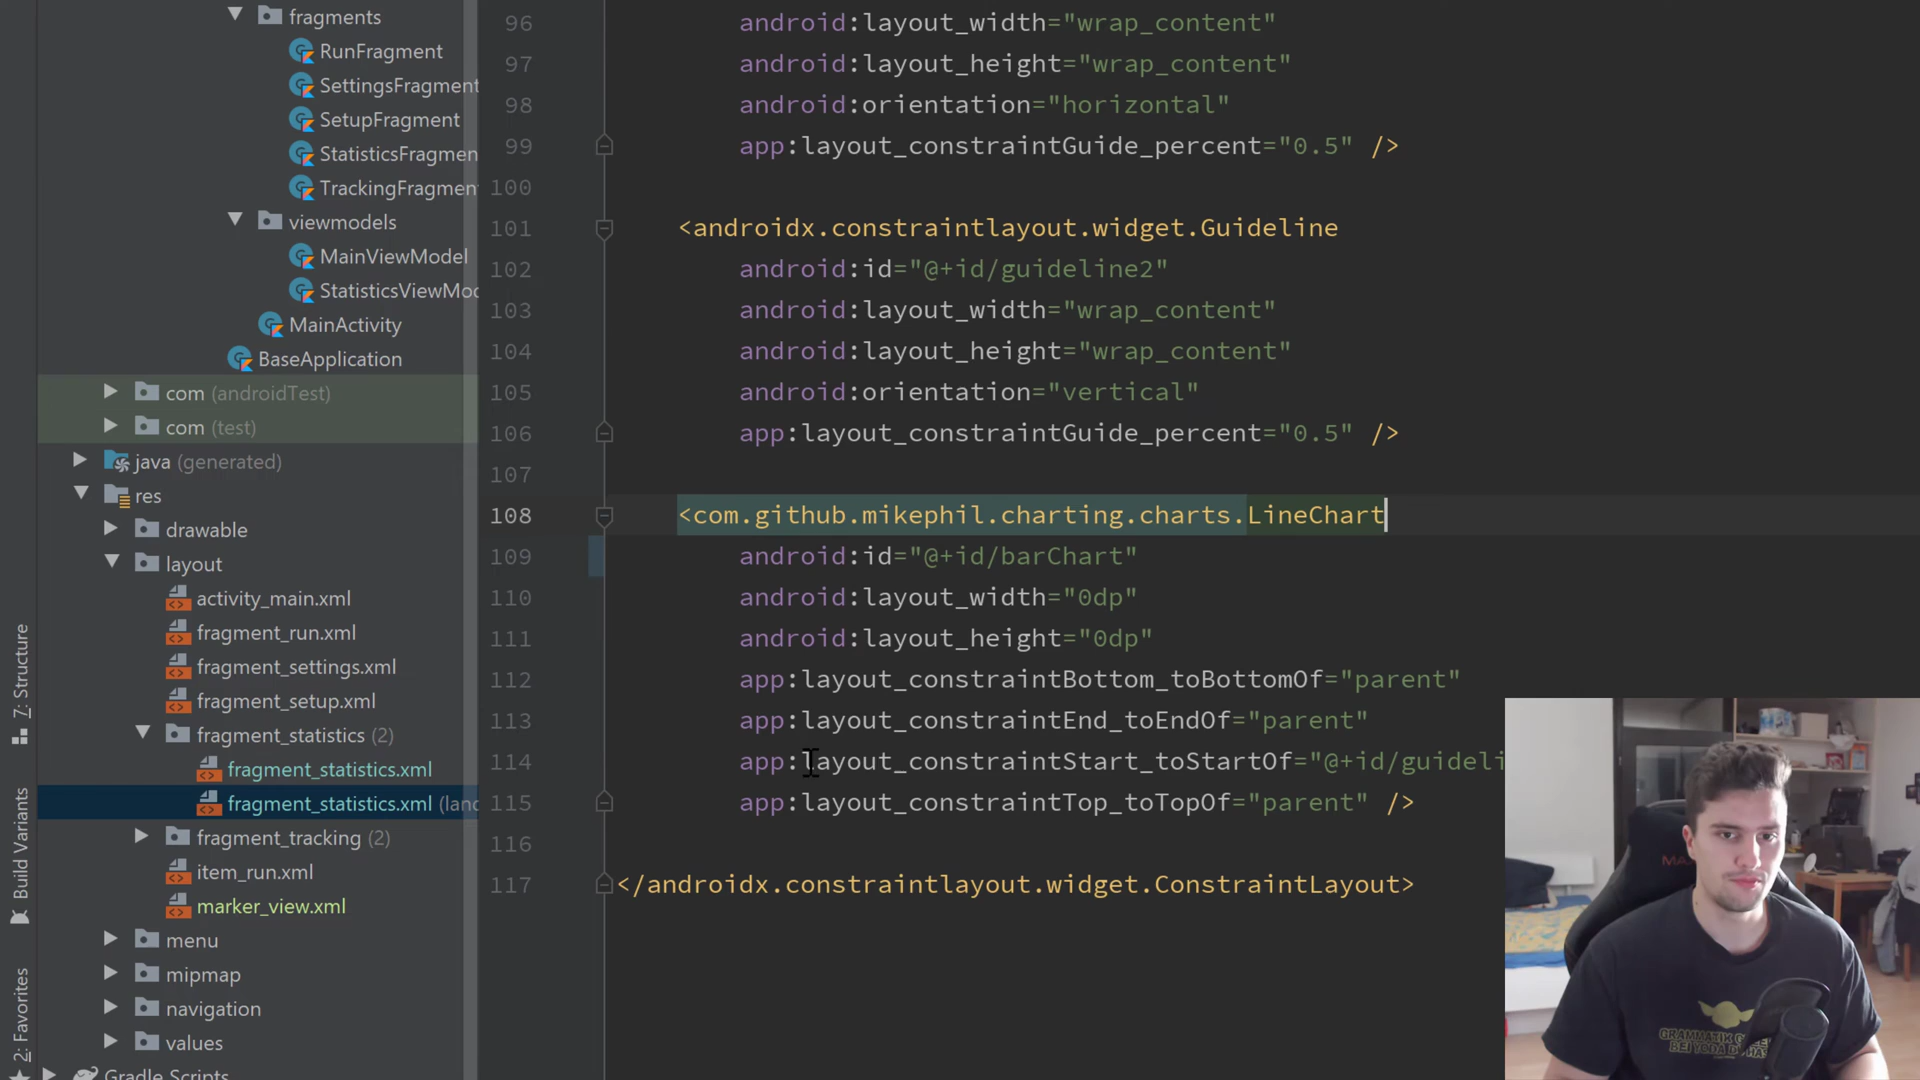 fragments
RunFragment
SettingsFragment
SetupFragment
StatisticsFragmen
TrackingFragmen
viewmodels
MainViewModel
StatisticsViewMo
MainActivity
BaseApplication
com (androidTest)
com (test)
java (generated)
res
drawable
layout
activity_main.xml
fragment_run.xml
fragment_settings.xml
fragment_setup.xml
fragment_statistics (2)
fragment_statistics.xml
fragment_statistics.xml (land
fragment_tracking (2)
item_run.xml
marker_view.xml
menu
mipmap
navigation
values
Gradle Scripts
7: Structure
Build Variants
2: Favorites
96 android:layout_width="wrap_content"
97 android:layout_height="wrap_content"
98 android:orientation="horizontal"
99 app:layout_constraintGuide_percent="0.5" />
100
101 <androidx.constraintlayout.widget.Guideline
102 android:id="@+id/guideline2"
103 android:layout_width="wrap_content"
104 android:layout_height="wrap_content"
105 android:orientation="vertical"
106 app:layout_constraintGuide_percent="0.5" />
107
108 <com.github.mikephil.charting.charts.LineChart
109 android:id="@+id/barChart"
110 android:layout_width="0dp"
111 android:layout_height="0dp"
112 app:layout_constraintBottom_toBottomOf="parent"
113 app:layout_constraintEnd_toEndOf="parent"
114 app:layout_constraintStart_toStartOf="@+id/guideli
115 app:layout_constraintTop_toTopOf="parent" />
116
117 </androidx.constraintlayout.widget.ConstraintLayout>
GRAMMATIK
BEI YODA